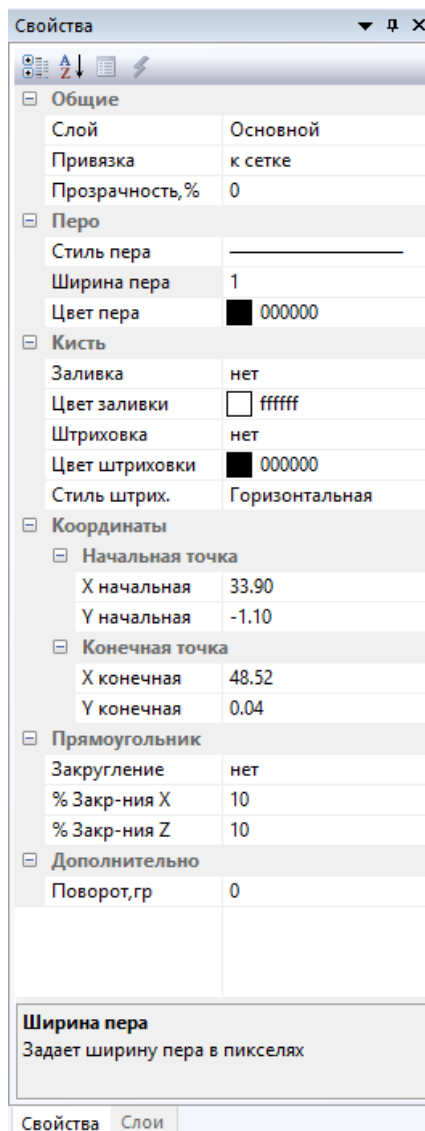 Свойства
Общие
Слой Основной
Привязка к сетке
Прозрачность,% 0
Перо
Стиль пера
Ширина пера 1
Цвет пера 000000
Кисть
Заливка нет
Цвет заливки ffffff
Штриховка нет
Цвет штриховки 000000
Стиль штрих. Горизонтальная
Координаты
Начальная точка
X начальная 33.90
Y начальная -1.10
Конечная точка
X конечная 48.52
Y конечная 0.04
Прямоугольник
Закругление нет
% Закр-ния X 10
% Закр-ния Z 10
Дополнительно
Поворот,гр 0
Ширина пера
Задает ширину пера в пикселях
Свойства Слои